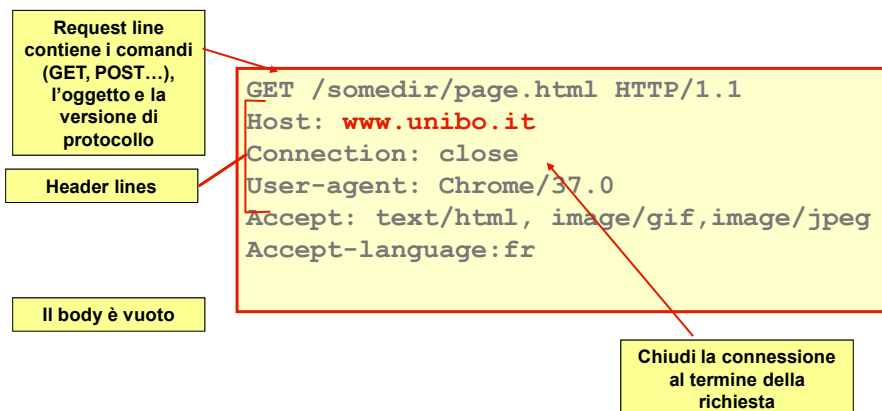 Request line
contiene i comandi
(GET, POST…),
l'oggetto e la
versione di
protocollo
GET /somedir/page.html HTTP/1.1
Host: www.unibo.it
Connection: close
User-agent: Chrome/37.0
Accept: text/html, image/gif,image/jpeg
Accept-language:fr
Header lines
Il body è vuoto
Chiudi la connessione
al termine della
richiesta